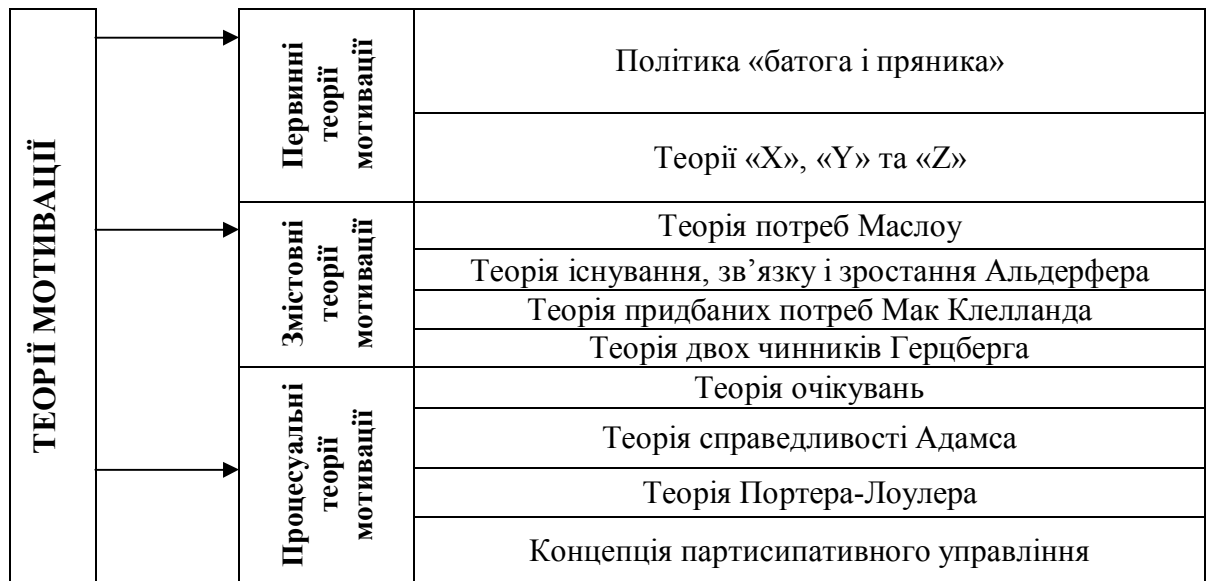 ТЕОРІЇ МОТИВАЦІЇ
Первинні
теорії
мотивації
Політика «батога і пряника»
Теорії «X», «Y» та «Z»
Змістовні
теорії
мотивації
Теорія потреб Маслоу
Теорія існування, зв’язку і зростання Альдерфера
Теорія придбаних потреб Мак Клелланда
Теорія двох чинників Герцберга
Процесуальні
теорії
мотивації
Теорія очікувань
Теорія справедливості Адамса
Теорія Портера-Лоулера
Концепція партисипативного управління